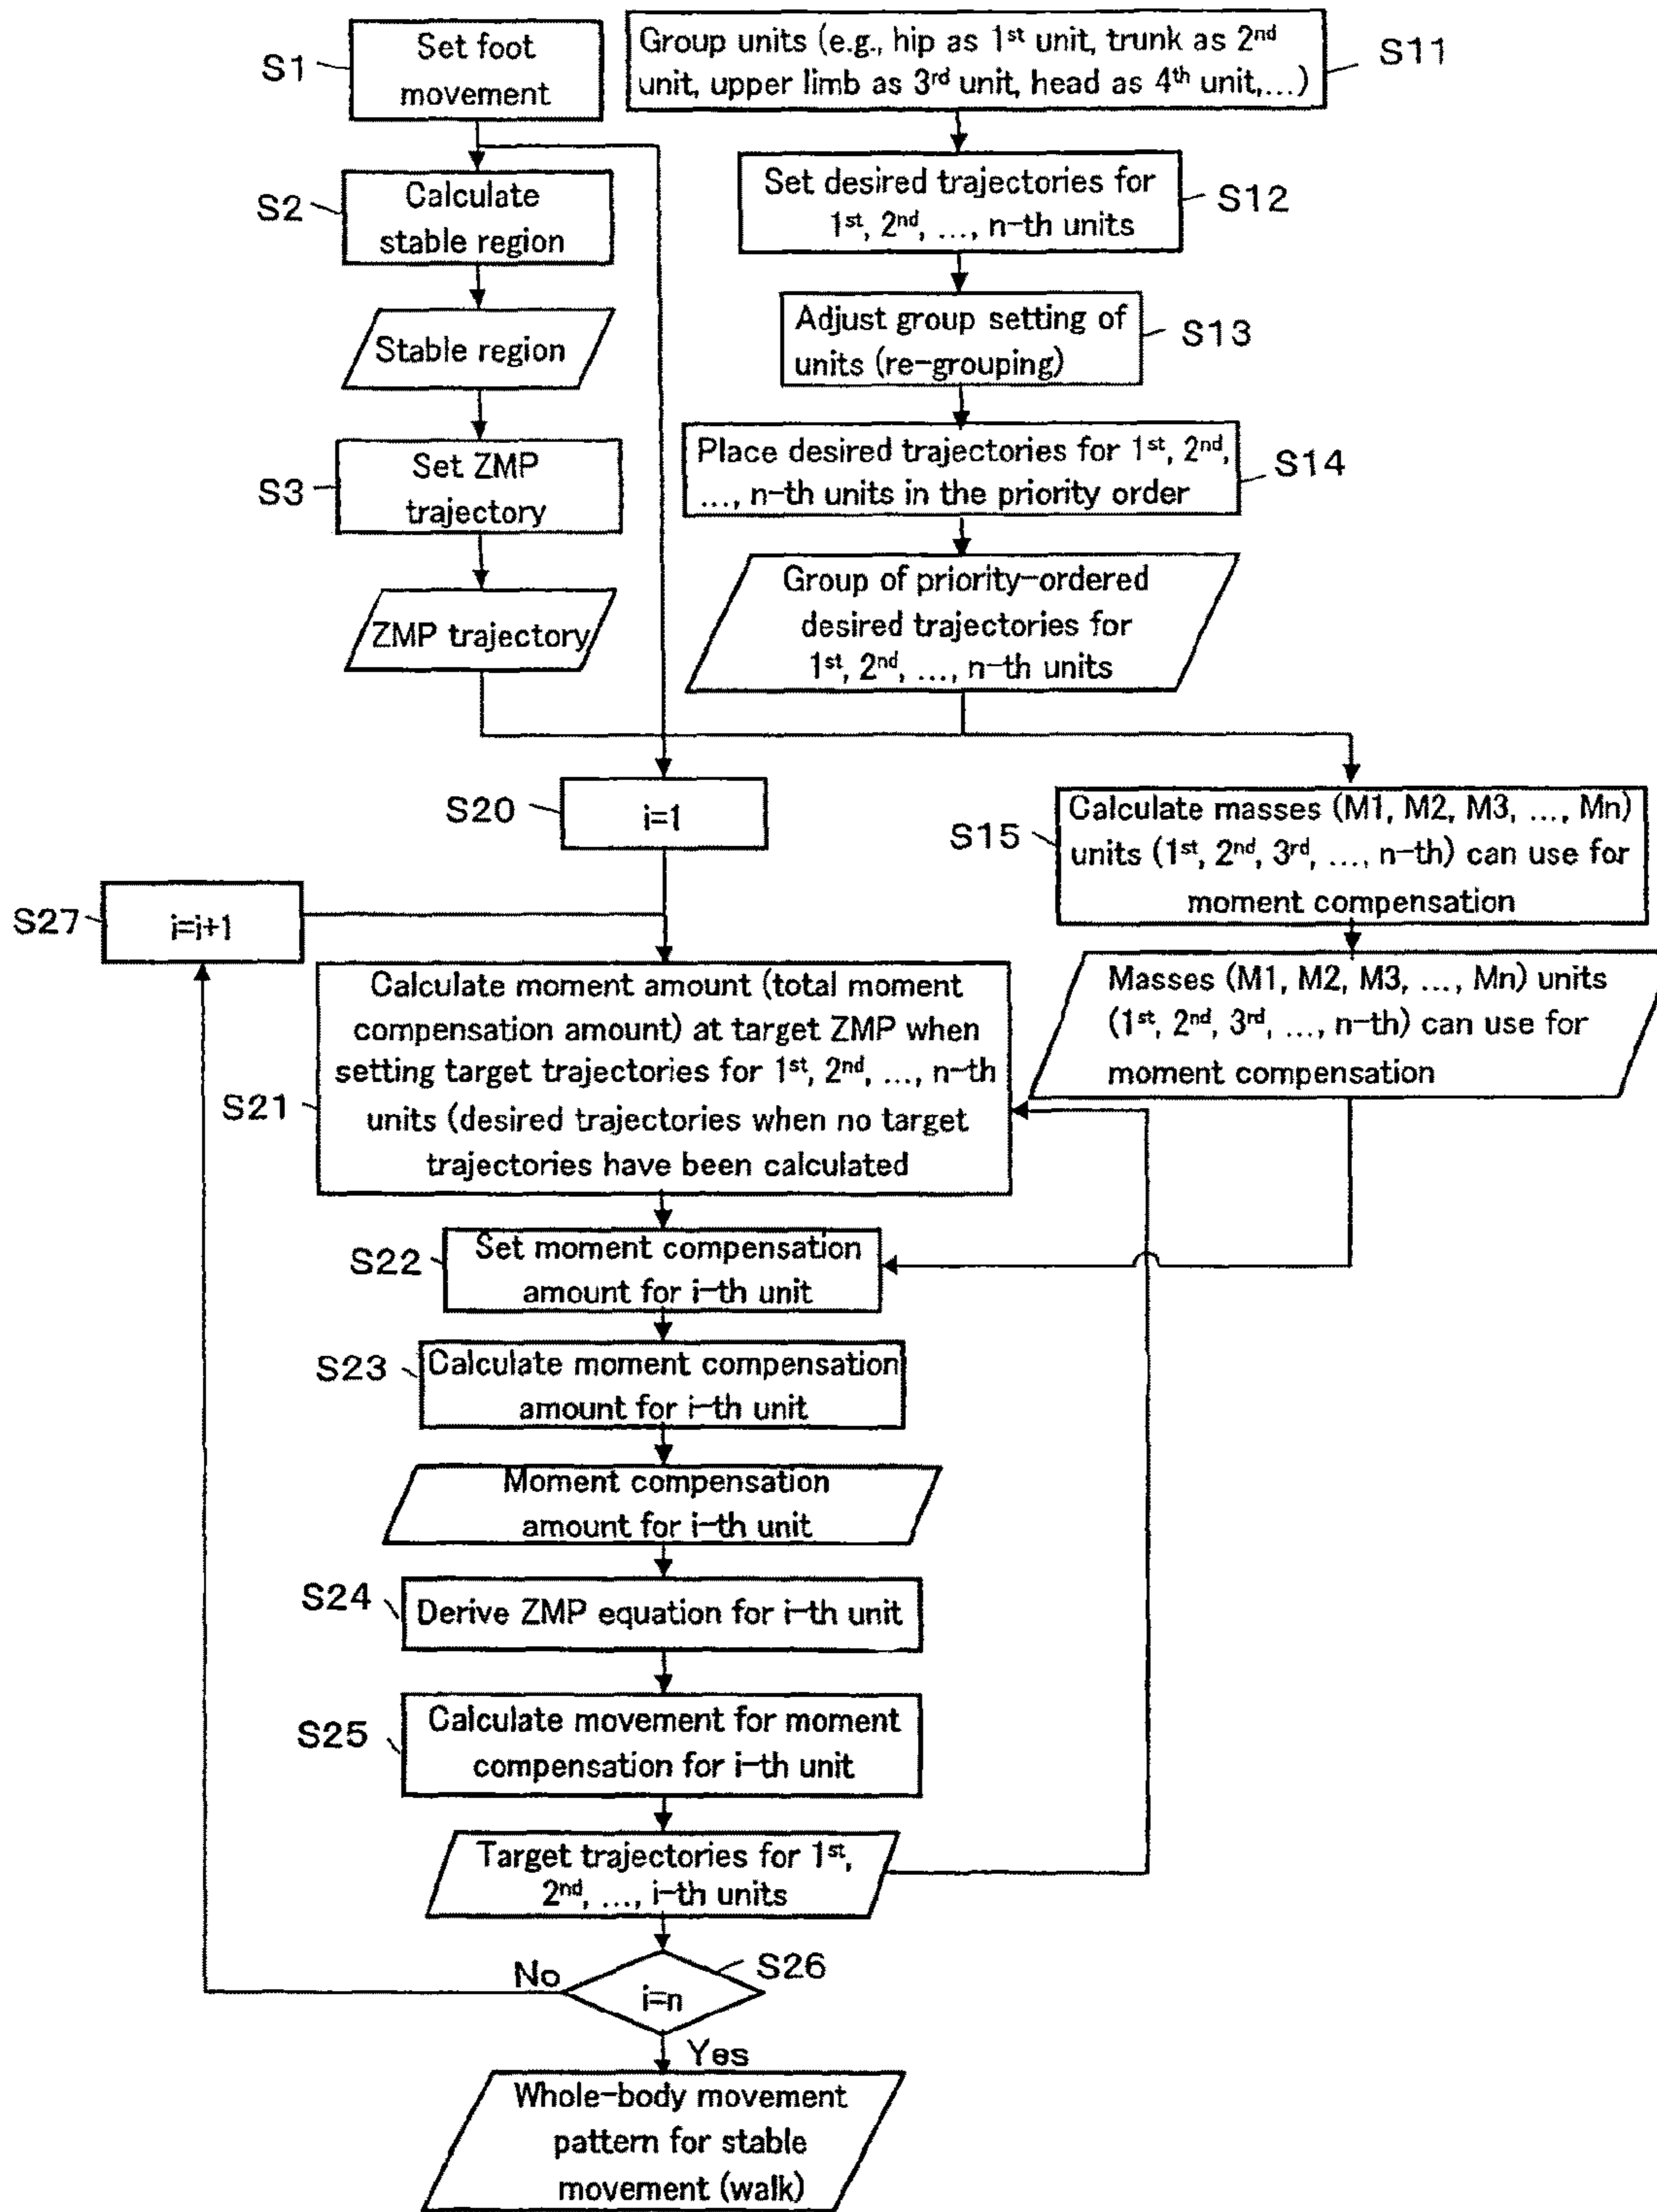 S1
Set foot
movement
S2
Calculate
stable region
Stable region
S3
Set ZMP
trajectory
ZMP trajectory
Group units (e.g., hip as 1st unit, trunk as 2nd
unit, upper limb as 3rd unit, head as 4th unit,...)
S11
Set desired trajectories for
1st, 2nd, ..., n-th units
S12
Adjust group setting of
units (re-grouping)
S13
Place desired trajectories for 1st, 2nd,
..., n-th units in the priority order
S14
Group of priority-ordered
desired trajectories for
1st, 2nd, ..., n-th units
S20
i=1
S15
Calculate masses (M1, M2, M3, ..., Mn)
units (1st, 2nd, 3rd, ..., n-th) can use for
moment compensation
Masses (M1, M2, M3, ..., Mn) units
(1st, 2nd, 3rd, ..., n-th) can use for
moment compensation
S27
i=i+1
S21
Calculate moment amount (total moment
compensation amount) at target ZMP when
setting target trajectories for 1st, 2nd, ..., n-th
units (desired trajectories when no target
trajectories have been calculated
S22
Set moment compensation
amount for i-th unit
S23
Calculate moment compensation
amount for i-th unit
Moment compensation
amount for i-th unit
S24
Derive ZMP equation for i-th unit
S25
Calculate movement for moment
compensation for i-th unit
Target trajectories for 1st,
2nd, ..., i-th units
S26
No
i=n
Yes
Whole-body movement
pattern for stable
movement (walk)